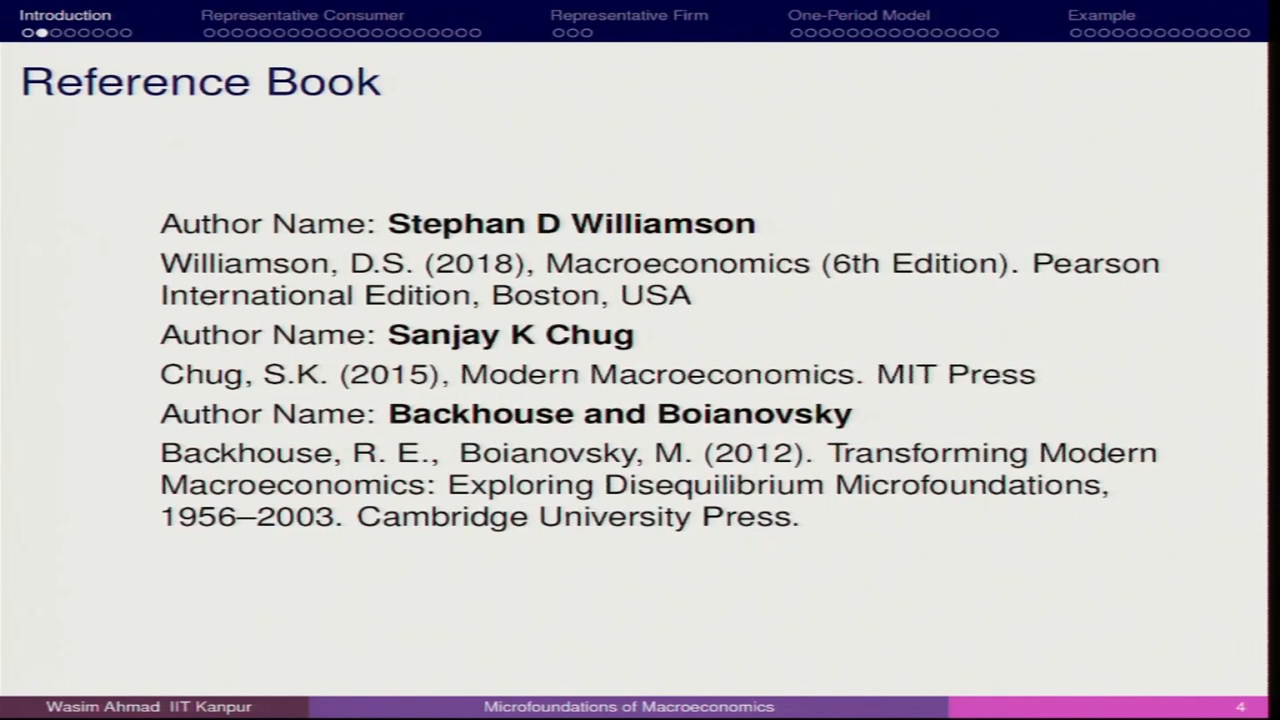 Introduction Representative Consumer Representative Firm One-Period Model Example
Reference Book
Author Name: Stephan D Williamson
Williamson, D.S. (2018), Macroeconomics (6th Edition). Pearson
International Edition, Boston, USA
Author Name: Sanjay K Chug
Chug, S.K. (2015), Modern Macroeconomics. MIT Press
Author Name: Backhouse and Boianovsky
Backhouse, R. E., Boianovsky, M. (2012). Transforming Modern
Macroeconomics: Exploring Disequilibrium Microfoundations,
1956–2003. Cambridge University Press.
Wasim Ahmad IIT Kanpur Microfoundations of Macroeconomics 4